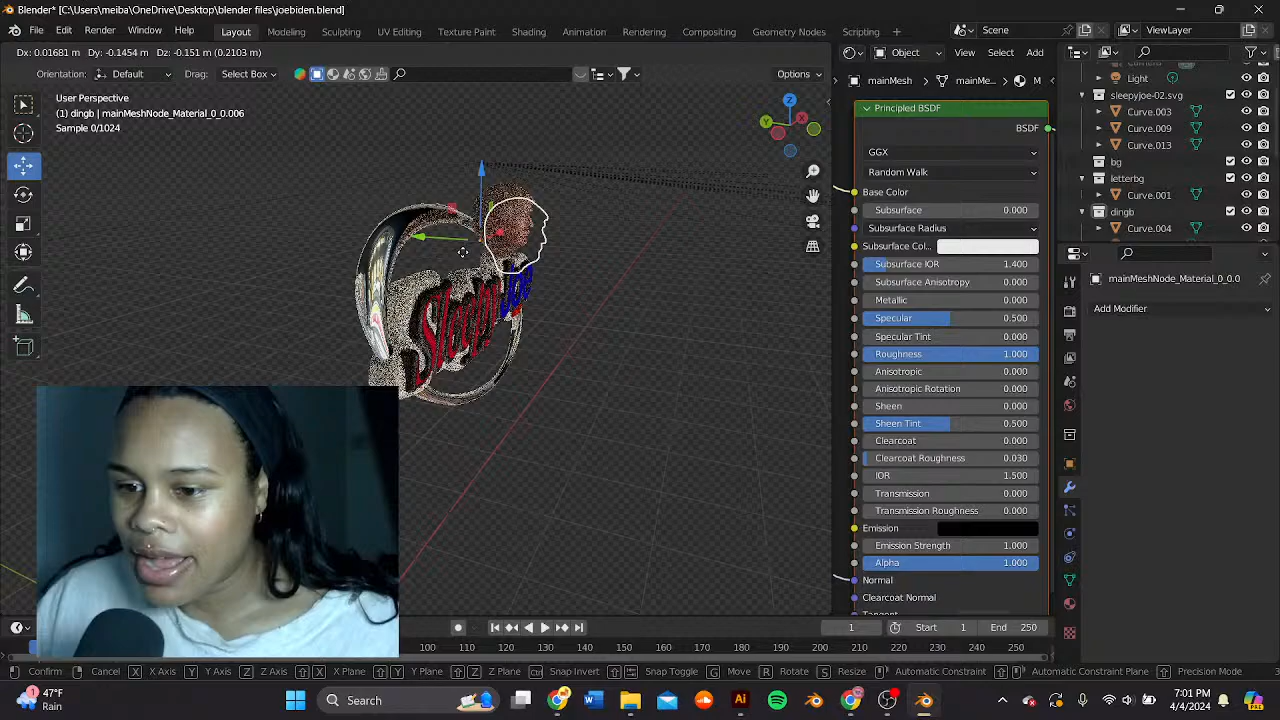 Blender* [C:\Users\meiba\OneDrive\Desktop\blender files\joebiden.blend]
File Edit Render Window Help Layout Modeling Sculpting UV Editing Texture Paint Shading Animation Rendering Compositing Geometry Nodes Scripting Scene ViewLayer
Dx: 0.01681 m Dy: -0.1454 m Dz: -0.151 m (0.2103 m)
Object View Select Add
Orientation: Default Drag: Select Box Options
mainMesh mainMe... M
User Perspective
(1) dingb | mainMeshNode_Material_0_0.006
Sample 0/1024
Z
X
Y
Sleepy Joe
Principled BSDF
BSDF
GGX
Random Walk
Base Color
Subsurface 0.000
Subsurface Radius
Subsurface Col...
Subsurface IOR 1.400
Subsurface Anisotropy 0.000
Metallic 0.000
Specular 0.500
Specular Tint 0.000
Roughness 1.000
Anisotropic 0.000
Anisotropic Rotation 0.000
Sheen 0.000
Sheen Tint 0.500
Clearcoat 0.000
Clearcoat Roughness 0.030
IOR 1.500
Transmission 0.000
Transmission Roughness 0.000
Emission
Emission Strength 1.000
Alpha 1.000
Normal
Clearcoat Normal
Tangent
Light
sleepyjoe-02.svg
Curve.003
Curve.009
Curve.013
bg
letterbg
Curve.001
dingb
Curve.004
mainMeshNode_Material_0_0.0
Add Modifier
1 Start 1 End 250
100 110 120 130 140 150 160 170 180 190 200 210 220 230 240 250
Confirm Cancel X X Axis Y Y Axis Z Z Axis X X Plane Y Y Plane Z Z Plane Snap Invert Snap Toggle G Move R Rotate S Resize Automatic Constraint Automatic Constraint Plane Precision Mode
47°F
Rain
Search
7:01 PM
4/4/2024